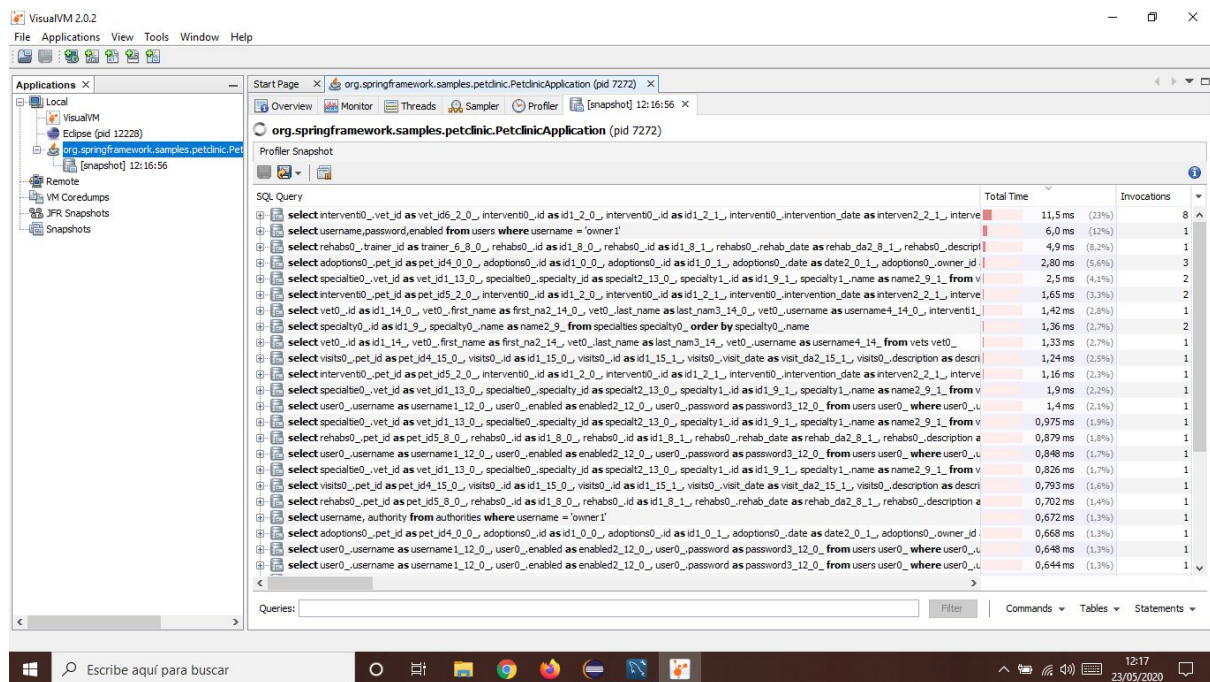 VisualVM 2.0.2
File Applications View Tools Window Help
Applications
Local
VisualVM
Eclipse (pid 12228)
org.springframework.samples.petclinic.Pet
[snapshot] 12:16:56
Remote
VM Coredumps
JFR Snapshots
Snapshots
Start Page org.springframework.samples.petclinic.PetclinicApplication (pid 7272)
Overview Monitor Threads Sampler Profiler [snapshot] 12:16:56
org.springframework.samples.petclinic.PetclinicApplication (pid 7272)
Profiler Snapshot
SQL Query Total Time Invocations
select interventi0_.vet_id as vet_id6_2_0_, interventi0_.id as id1_2_0_, interventi0_.id as id1_2_1_, interventi0_.intervention_date as interven2_2_1_, interve 11,5 ms (23%) 8
select username,password,enabled from users where username = 'owner1' 6,0 ms (12%) 1
select rehabs0_.trainer_id as trainer_6_8_0_, rehabs0_.id as id1_8_0_, rehabs0_.id as id1_8_1_, rehabs0_.rehab_date as rehab_da2_8_1_, rehabs0_.descript 4,9 ms (8,2%) 1
select adoptions0_.pet_id as pet_id4_0_0_, adoptions0_.id as id1_0_0_, adoptions0_.id as id1_0_1_, adoptions0_.date as date2_0_1_, adoptions0_.owner_id 2,80 ms (5,6%) 3
select specialtie0_.vet_id as vet_id1_13_0_, specialtie0_.specialty_id as specialt2_13_0_, specialty1_.id as id1_9_1_, specialty1_.name as name2_9_1_ from v 2,5 ms (4,1%) 2
select interventi0_.pet_id as pet_id5_2_0_, interventi0_.id as id1_2_0_, interventi0_.id as id1_2_1_, interventi0_.intervention_date as interven2_2_1_, interve 1,65 ms (3,3%) 2
select vet0_.id as id1_14_0_, vet0_.first_name as first_na2_14_0_, vet0_.last_name as last_nam3_14_0_, vet0_.username as username4_14_0_, interventi1_ 1,42 ms (2,8%) 1
select specialty0_.id as id1_9_, specialty0_.name as name2_9_ from specialties specialty0_ order by specialty0_.name 1,36 ms (2,7%) 2
select vet0_.id as id1_14_, vet0_.first_name as first_na2_14_, vet0_.last_name as last_nam3_14_, vet0_.username as username4_14_ from vets vet0_ 1,33 ms (2,7%) 1
select visits0_.pet_id as pet_id4_15_0_, visits0_.id as id1_15_0_, visits0_.id as id1_15_1_, visits0_.visit_date as visit_da2_15_1_, visits0_.description as descri 1,24 ms (2,5%) 1
select interventi0_.pet_id as pet_id5_2_0_, interventi0_.id as id1_2_0_, interventi0_.id as id1_2_1_, interventi0_.intervention_date as interven2_2_1_, interve 1,16 ms (2,3%) 1
select specialtie0_.vet_id as vet_id1_13_0_, specialtie0_.specialty_id as specialt2_13_0_, specialty1_.id as id1_9_1_, specialty1_.name as name2_9_1_ from v 1,9 ms (2,2%) 1
select user0_.username as username1_12_0_, user0_.enabled as enabled2_12_0_, user0_.password as password3_12_0_ from users user0_ where user0_.u 1,4 ms (2,1%) 1
select specialtie0_.vet_id as vet_id1_13_0_, specialtie0_.specialty_id as specialt2_13_0_, specialty1_.id as id1_9_1_, specialty1_.name as name2_9_1_ from v 0,975 ms (1,9%) 1
select rehabs0_.pet_id as pet_id5_8_0_, rehabs0_.id as id1_8_0_, rehabs0_.id as id1_8_1_, rehabs0_.rehab_date as rehab_da2_8_1_, rehabs0_.description a 0,879 ms (1,8%) 1
select user0_.username as username1_12_0_, user0_.enabled as enabled2_12_0_, user0_.password as password3_12_0_ from users user0_ where user0_.u 0,848 ms (1,7%) 1
select specialtie0_.vet_id as vet_id1_13_0_, specialtie0_.specialty_id as specialt2_13_0_, specialty1_.id as id1_9_1_, specialty1_.name as name2_9_1_ from v 0,826 ms (1,7%) 1
select visits0_.pet_id as pet_id4_15_0_, visits0_.id as id1_15_0_, visits0_.id as id1_15_1_, visits0_.visit_date as visit_da2_15_1_, visits0_.description as descri 0,793 ms (1,6%) 1
select rehabs0_.pet_id as pet_id5_8_0_, rehabs0_.id as id1_8_0_, rehabs0_.id as id1_8_1_, rehabs0_.rehab_date as rehab_da2_8_1_, rehabs0_.description a 0,702 ms (1,4%) 1
select username, authority from authorities where username = 'owner1' 0,672 ms (1,3%) 1
select adoptions0_.pet_id as pet_id4_0_0_, adoptions0_.id as id1_0_0_, adoptions0_.id as id1_0_1_, adoptions0_.date as date2_0_1_, adoptions0_.owner_id 0,668 ms (1,3%) 1
select user0_.username as username1_12_0_, user0_.enabled as enabled2_12_0_, user0_.password as password3_12_0_ from users user0_ where user0_.u 0,648 ms (1,3%) 1
select user0_.username as username1_12_0_, user0_.enabled as enabled2_12_0_, user0_.password as password3_12_0_ from users user0_ where user0_.u 0,644 ms (1,3%) 1
Queries: Filter Commands Tables Statements
Escribe aquí para buscar
12:17
23/05/2020